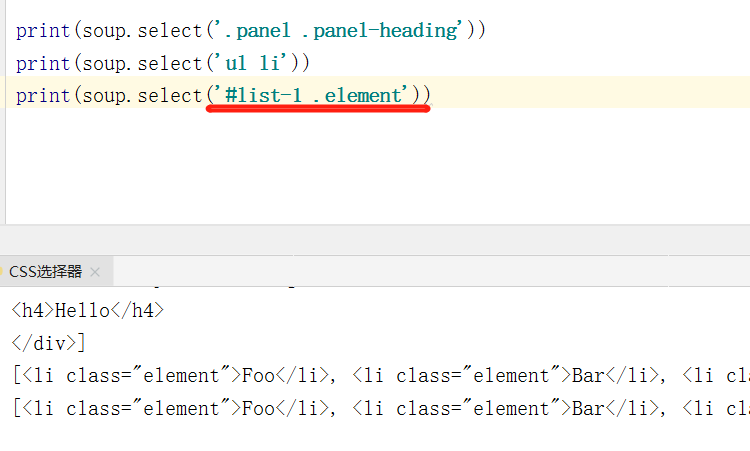 print(soup.select('.panel .panel-heading'))
print(soup.select('ul li'))
print(soup.select('#list-1 .element'))
CSS选择器
<h4>Hello</h4>
</div>]
[<li class="element">Foo</li>, <li class="element">Bar</li>, <li cl
[<li class="element">Foo</li>, <li class="element">Bar</li>, <li cl